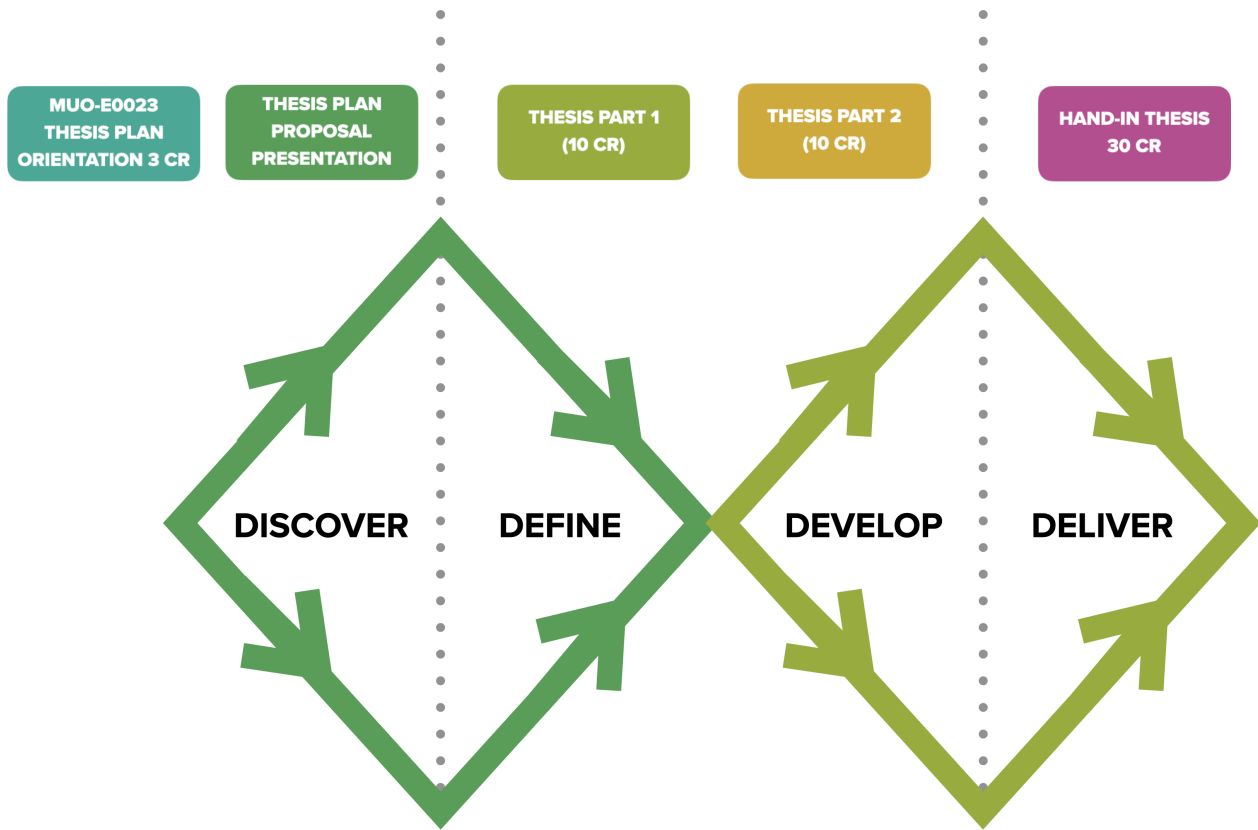 MUO-E0023
THESIS PLAN
ORIENTATION 3 CR
THESIS PLAN
PROPOSAL
PRESENTATION
THESIS PART 1
(10 CR)
THESIS PART 2
(10 CR)
HAND-IN THESIS
30 CR
DISCOVER
DEFINE
DEVELOP
DELIVER